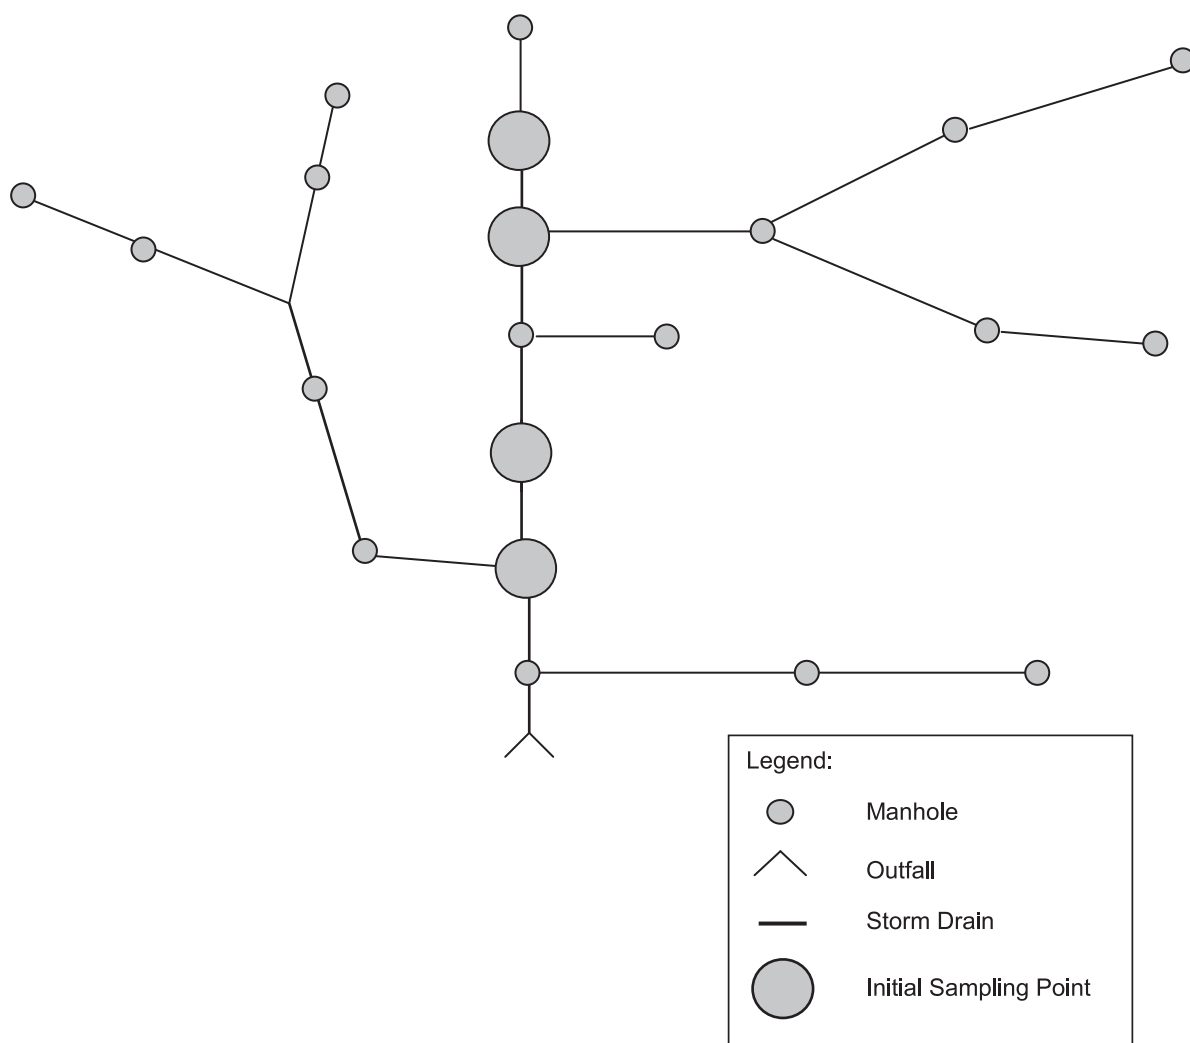 Legend:
Manhole
Outfall
Storm Drain
Initial Sampling Point